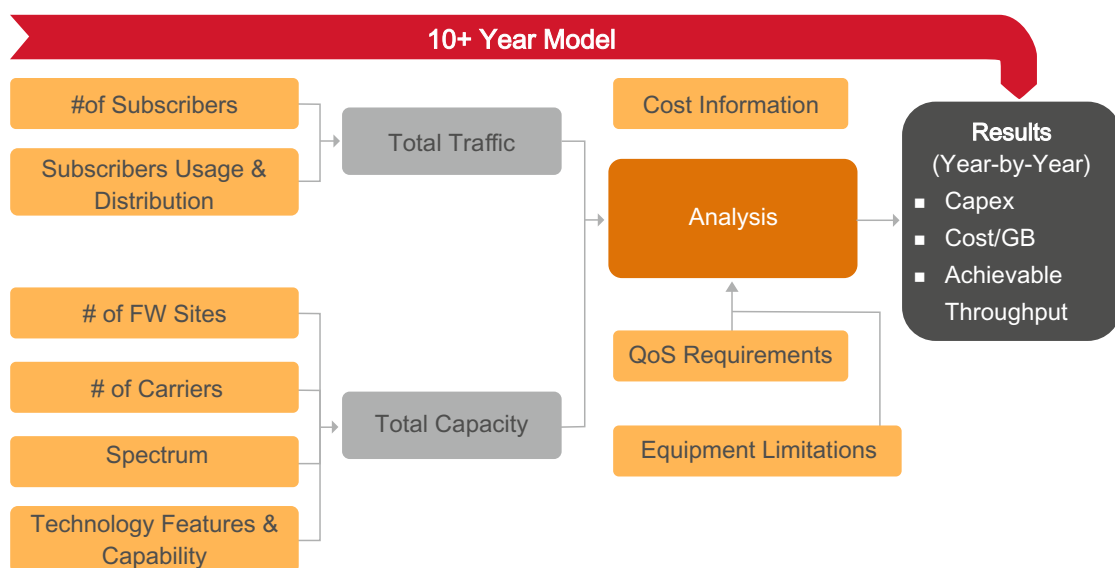 10+ Year Model
#of Subscribers
Subscribers Usage &
Distribution
Total Traffic
# of FW Sites
# of Carriers
Spectrum
Technology Features &
Capability
Total Capacity
Cost Information
Analysis
QoS Requirements
Equipment Limitations
Results
(Year-by-Year)
▪ Capex
▪ Cost/GB
▪ Achievable
Throughput